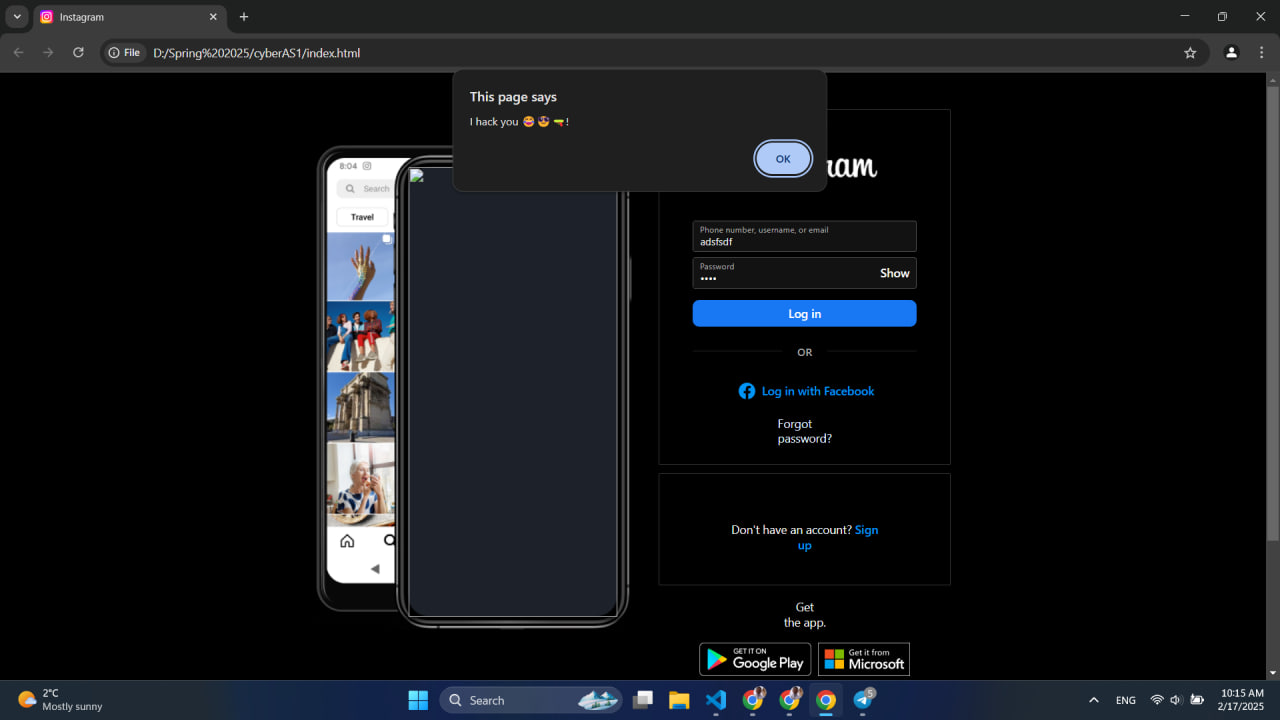 Instagram
File
D:/Spring%202025/cyberAS1/index.html
This page says
I hack you 🥰 😎 🔫 !
OK
8:04
Search
Travel
ram
Phone number, username, or email
adsfsdf
Password
••••
Show
Log in
OR
Log in with Facebook
Forgot
password?
Don't have an account? Sign
up
Get
the app.
GET IT ON
Google Play
Get it from
Microsoft
2°C
Mostly sunny
Search
5
ENG
10:15 AM
2/17/2025